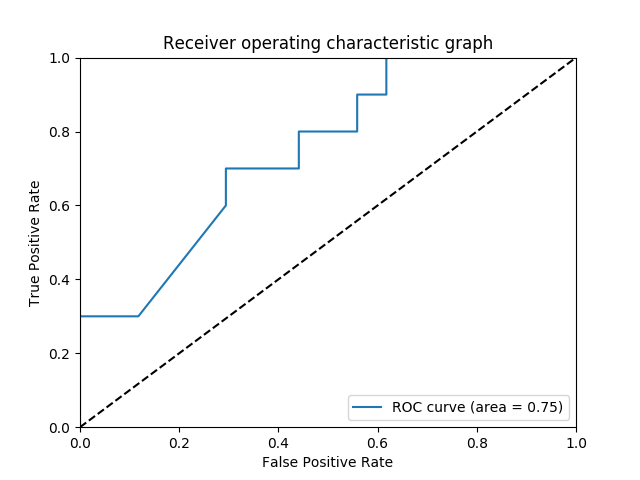 Receiver operating characteristic graph
1.0
0.8
0.6
0.4
0.2
0.0
True Positive Rate
ROC curve (area = 0.75)
0.0 0.2 0.4 0.6 0.8 1.0
False Positive Rate